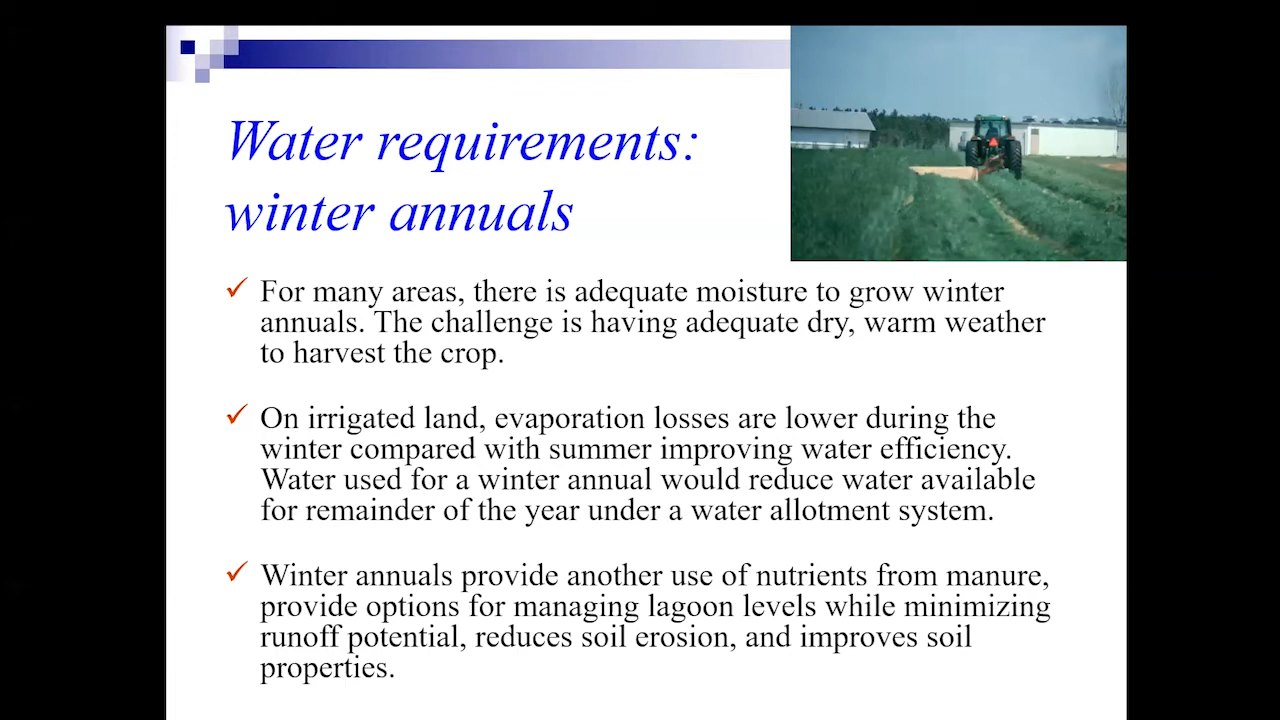 Water requirements:
winter annuals
✓ For many areas, there is adequate moisture to grow winter
annuals. The challenge is having adequate dry, warm weather
to harvest the crop.
✓ On irrigated land, evaporation losses are lower during the
winter compared with summer improving water efficiency.
Water used for a winter annual would reduce water available
for remainder of the year under a water allotment system.
✓ Winter annuals provide another use of nutrients from manure,
provide options for managing lagoon levels while minimizing
runoff potential, reduces soil erosion, and improves soil
properties.